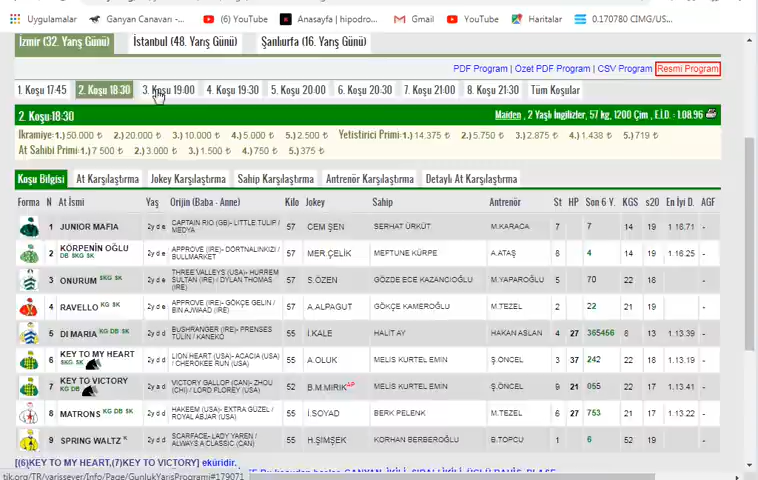 Uygulamalar Ganyan Canavarı -... (6) YouTube Anasayfa | hipodro... Gmail YouTube Haritalar 0.170780 CIMG/US...
İzmir (32. Yarış Günü) İstanbul (48. Yarış Günü) Şanlıurfa (16. Yarış Günü)
PDF Program | Özet PDF Program | CSV Program Resmi Program
1. Koşu 17:45 2. Koşu 18:30 3. Koşu 19:00 4. Koşu 19:30 5. Koşu 20:00 6. Koşu 20:30 7. Koşu 21:00 8. Koşu 21:30 Tüm Koşular
2. Koşu:18:30 Maiden, 2 Yaşlı İngilizler, 57 kg, 1200 Çim, E.İ.D. : 1.08.96
Ikramiye: 1.) 50.000 ₺ 2.) 20.000 ₺ 3.) 10.000 ₺ 4.) 5.000 ₺ 5.) 2.500 ₺ Yetistirici Primi: 1.) 14.375 ₺ 2.) 5.750 ₺ 3.) 2.875 ₺ 4.) 1.438 ₺ 5.) 719 ₺
At Sahibi Primi: 1.) 7.500 ₺ 2.) 3.000 ₺ 3.) 1.500 ₺ 4.) 750 ₺ 5.) 375 ₺
Koşu Bilgisi At Karşılaştırma Jokey Karşılaştırma Sahip Karşılaştırma Antrenör Karşılaştırma Detaylı At Karşılaştırma
Forma N At İsmi Yaş Orijin (Baba - Anne) Kilo Jokey Sahip Antrenör St HP Son 6 Y. KGS s20 En İyi D. AGF
1 JUNIOR MAFIA 2y d e CAPTAIN RIO (GB)- LITTLE TULIP / MEDYA 57 CEM ŞEN SERHAT ÜRKÜT M.KARACA 7 7 14 19 1.18.71 -
2 KÖRPENİN OĞLU DB SKG SK 2y d e APPROVE (IRE)- DÖRTNALINKIZI / BULLMARKET 57 MER.ÇELİK MEFTUNE KÜRPE A.ATAŞ 8 4 14 19 1.16.25 -
3 ONURUM KG SK 2y d e THREE VALLEYS (USA)- HURREM SULTAN (IRE) / DYLAN THOMAS (IRE) 57 S.ÖZEN GÖZDE ECE KAZANCIOĞLU M.YAPAROĞLU 5 70 22 18 -
4 RAVELLO KG SK 2y d e APPROVE (IRE)- GÖKÇE GELİN / BIN AJWAAD (IRE) 57 A.ALPAGUT GÖKÇE KAMEROĞLU M.TEZEL 2 22 21 19 -
5 DI MARIA KG DB SK 2y d d BUSHRANGER (IRE)- PRENSES TÜLİN / KANEKO 55 İ.KALE HALIT AY HAKAN ASLAN 4 27 365456 8 13 1.13.39 -
6 KEY TO MY HEART SKG SK 2y d d LION HEART (USA)- ACACIA (USA) / CHEROKEE RUN (USA) 55 A.OLUK MELIS KURTEL EMIN Ş.ÖNCEL 3 37 242 22 18 1.13.19 -
7 KEY TO VICTORY KG DB 2y a d VICTORY GALLOP (CAN)- ZHOU (CHI) / LORD FLOREY (USA) 52 B.M.MIRIK AP MELIS KURTEL EMIN Ş.ÖNCEL 9 21 055 22 17 1.13.41 -
8 MATRONS KG DB SK 2y a d HAKEEM (USA)- EXTRA GÜZEL / ROYAL ABJAR (USA) 55 İ.SOYAD BERK PELENK M.TEZEL 6 27 753 21 17 1.13.22 -
9 SPRING WALTZ K 2y d d SCARFACE- LADY YAREN / ALWAYS A CLASSIC (CAN) 55 H.ŞİMŞEK KORHAN BERBEROĞLU B.TOPCU 1 6 52 19 -
[(6)KEY TO MY HEART,(7)KEY TO VICTORY] eküridir.
tjk.org/TR/yarissever/Info/Page/GunlukYarisProgrami#179071